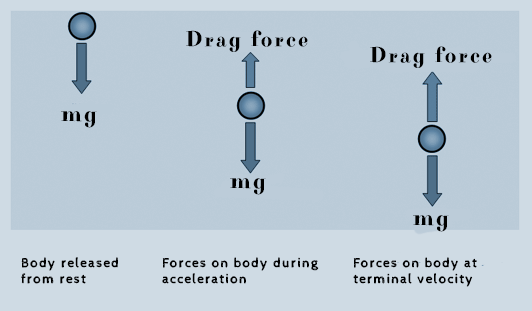 mg
Drag force
mg
Drag force
mg
Body released
from rest
Forces on body during
acceleration
Forces on body at
terminal velocity